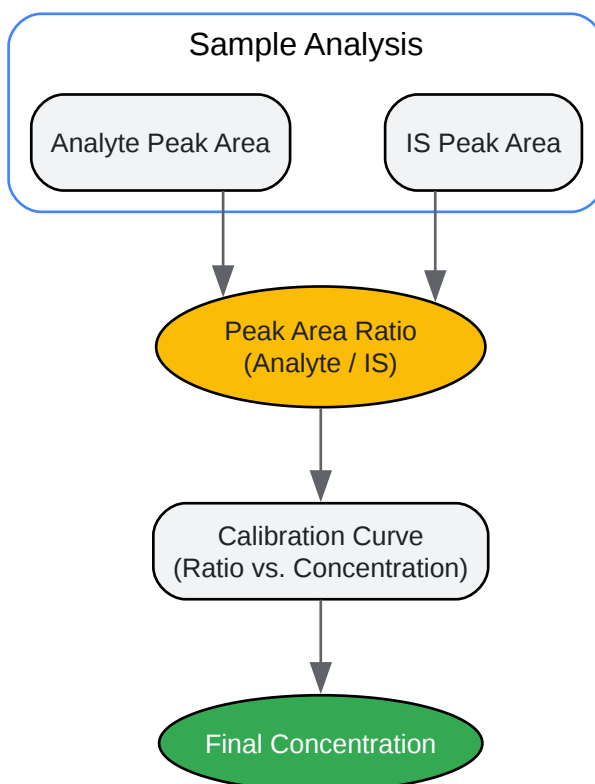 Sample Analysis
Analyte Peak Area
IS Peak Area
Peak Area Ratio
(Analyte / IS)
Calibration Curve
(Ratio vs. Concentration)
Final Concentration